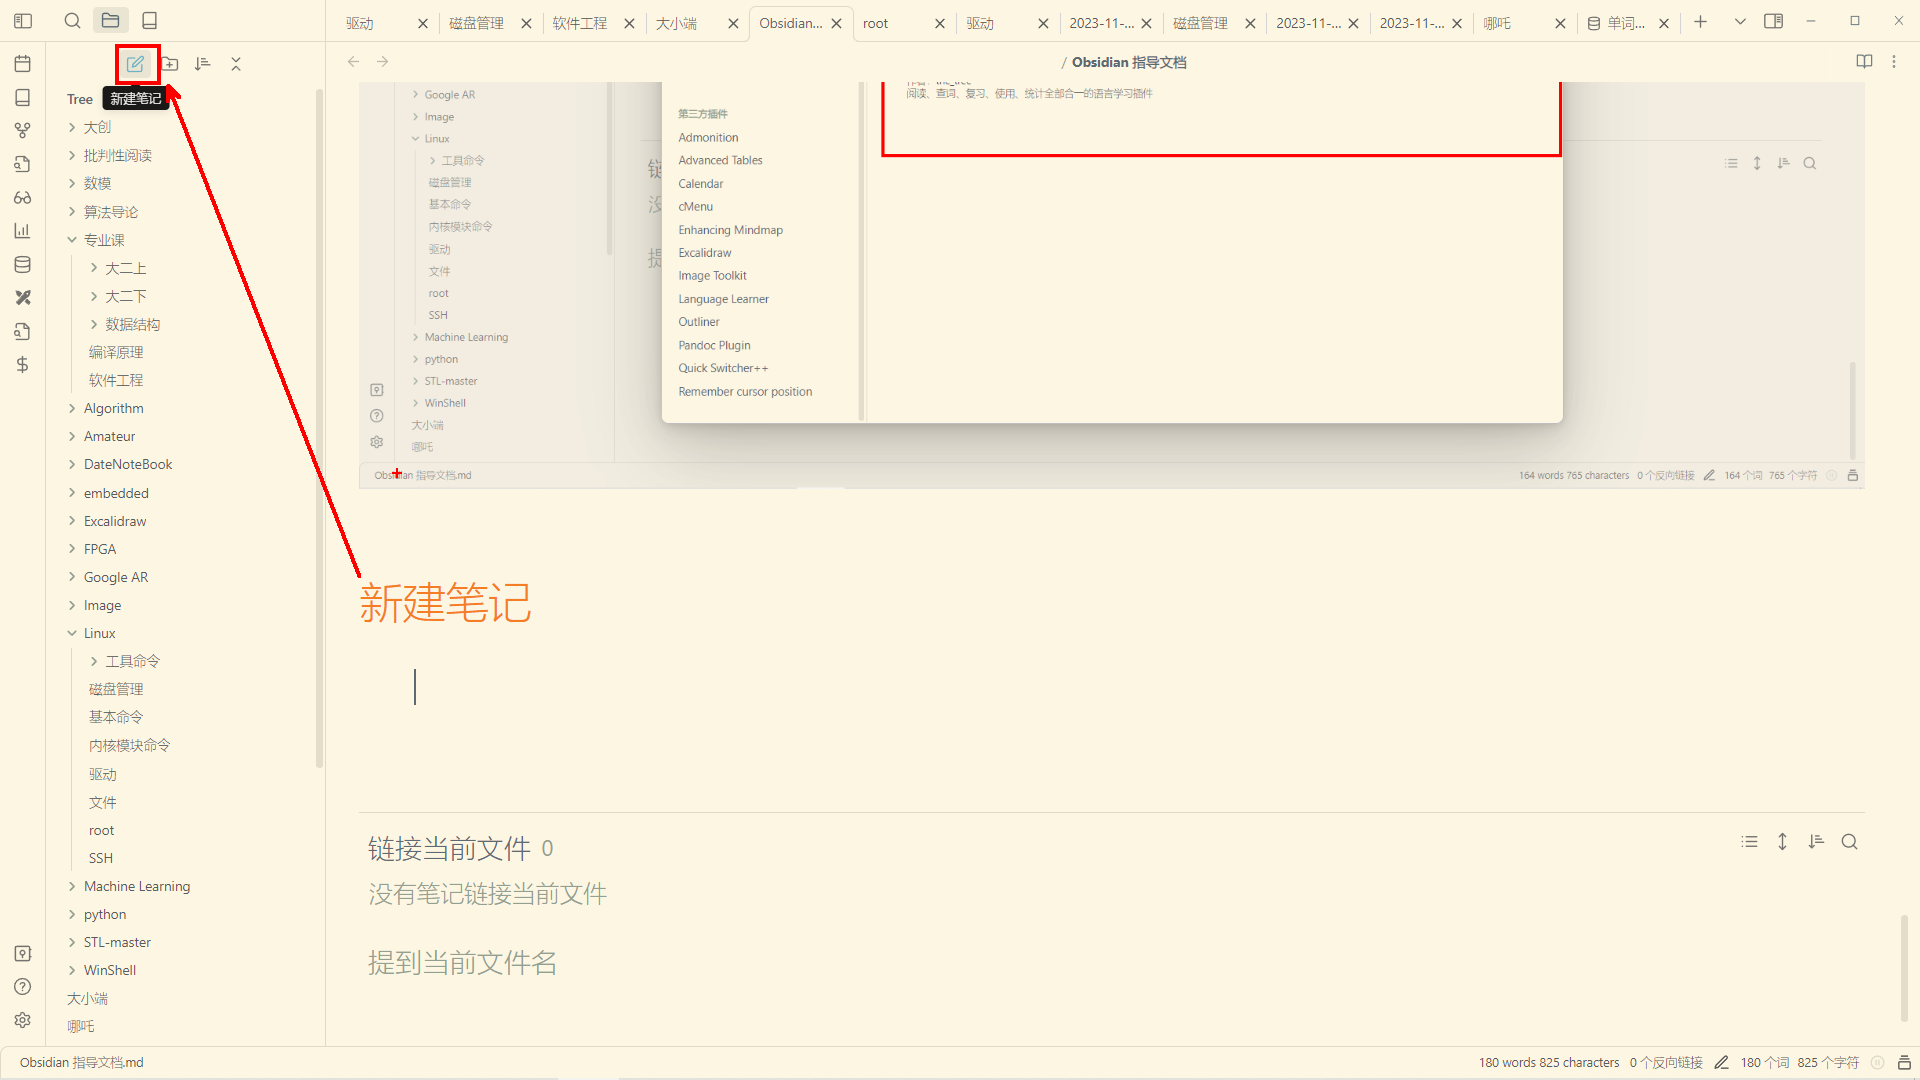 驱动
磁盘管理
软件工程
大小端
Obsidian...
root
驱动
2023-11-...
磁盘管理
2023-11-...
2023-11-...
哪吒
单词...
/ Obsidian 指导文档
新建笔记
Tree
大创
批判性阅读
数模
算法导论
专业课
大二上
大二下
数据结构
编译原理
软件工程
Algorithm
Amateur
DateNoteBook
embedded
Excalidraw
FPGA
Google AR
Image
Linux
工具命令
磁盘管理
基本命令
内核模块命令
驱动
文件
root
SSH
Machine Learning
python
STL-master
WinShell
大小端
哪吒
Google AR
Image
Linux
工具命令
磁盘管理
基本命令
内核模块命令
驱动
文件
root
SSH
Machine Learning
python
STL-master
WinShell
大小端
哪吒
第三方插件
Admonition
Advanced Tables
Calendar
cMenu
Enhancing Mindmap
Excalidraw
Image Toolkit
Language Learner
Outliner
Pandoc Plugin
Quick Switcher++
Remember cursor position
阅读、查词、复习、使用、统计全部合一的语言学习插件
Obsidian 指导文档.md
164 words 765 characters 0 个反向链接 164 个词 765 个字符
新建笔记
链接当前文件 0
没有笔记链接当前文件
提到当前文件名
Obsidian 指导文档.md
180 words 825 characters 0 个反向链接 180 个词 825 个字符